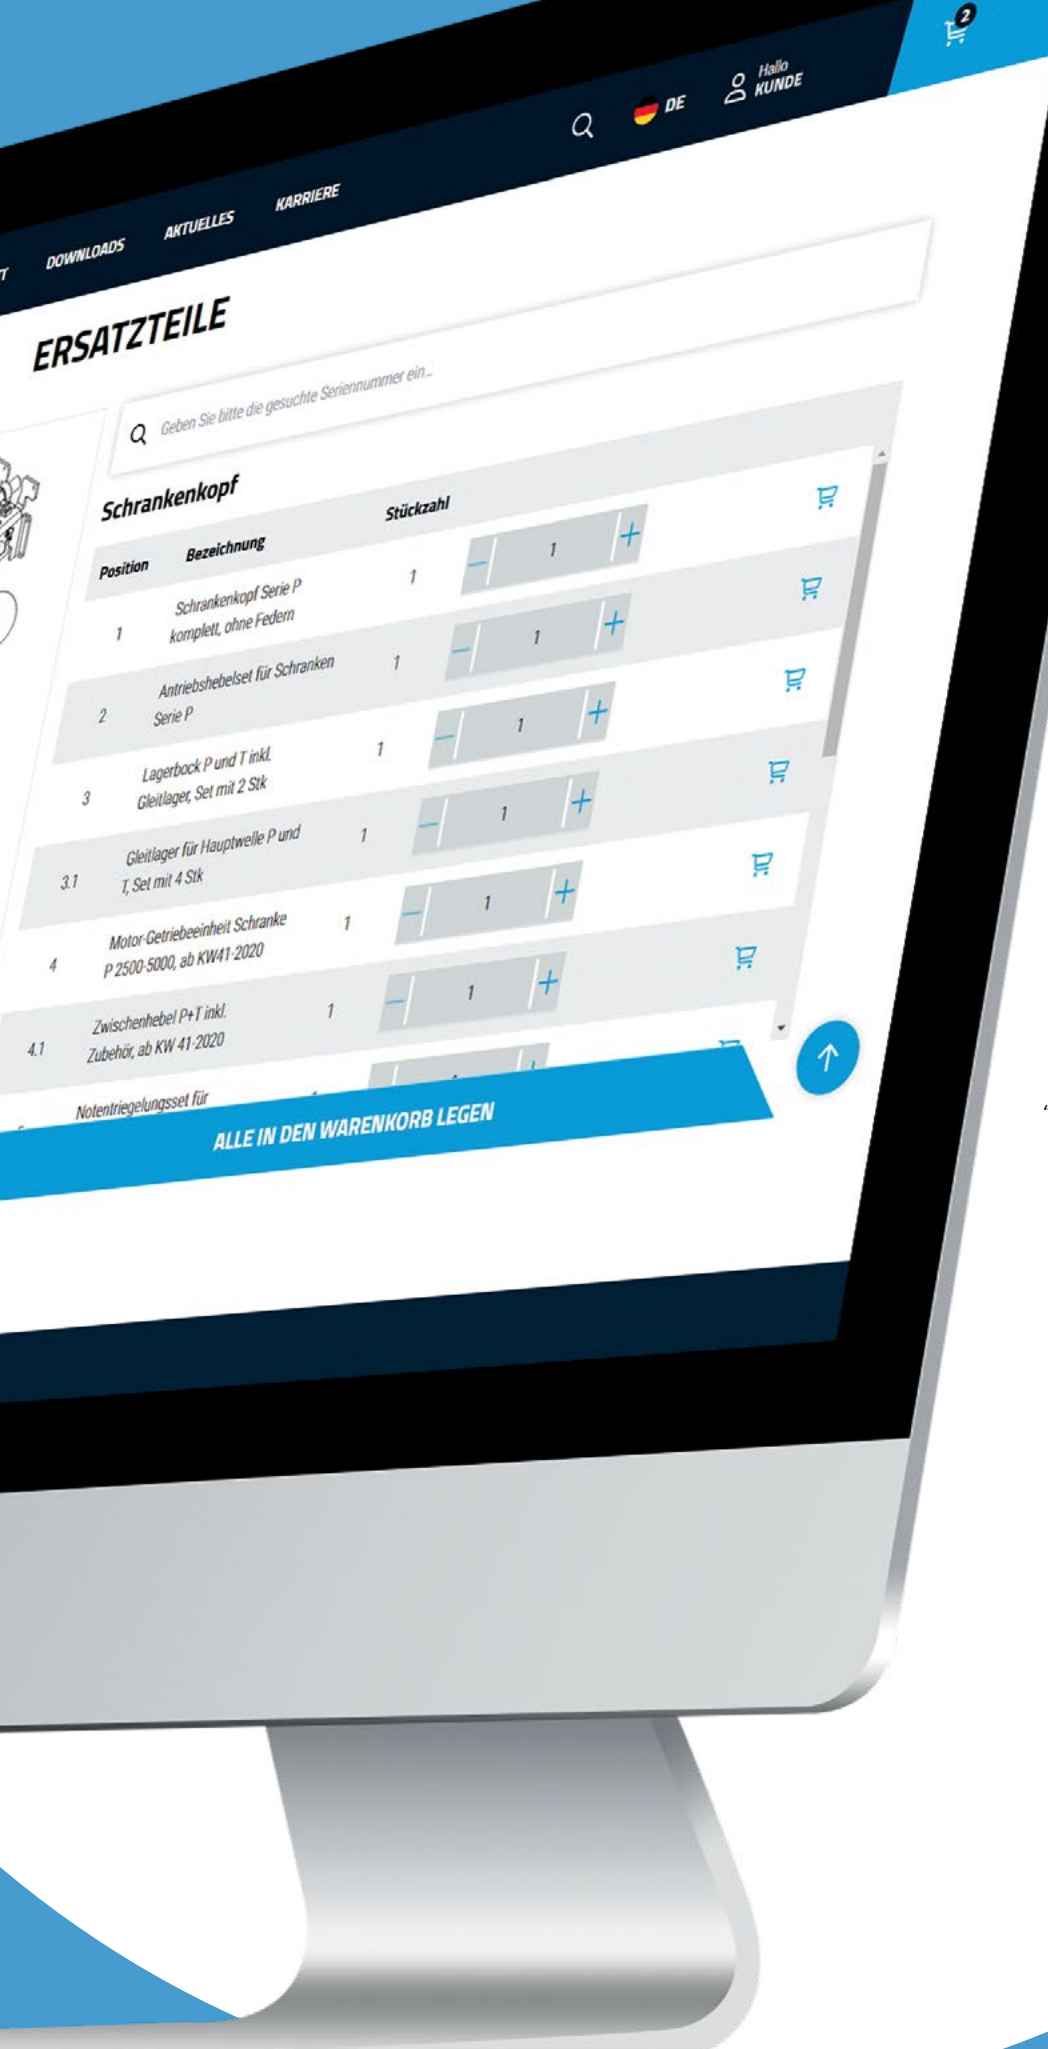 2
Hallo
KUNDE
DE
DOWNLOADS
AKTUELLES
KARRIERE
ERSATZTEILE
Geben Sie bitte die gesuchte Seriennummer ein...
Schrankenkopf
Position Bezeichnung Stückzahl
1 Schrankenkopf Serie P
komplett, ohne Federn 1 1
2 Antriebshebelset für Schranken
Serie P 1 1
3 Lagerbock P und T inkl.
Gleitlager, Set mit 2 Stk 1 1
3.1 Gleitlager für Hauptwelle P und
T, Set mit 4 Stk 1 1
4 Motor-Getriebeeinheit Schranke
P 2500-5000, ab KW41-2020 1 1
4.1 Zwischenhebel P+T inkl.
Zubehör, ab KW 41-2020 1 1
Notentriegelungsset für
ALLE IN DEN WARENKORB LEGEN